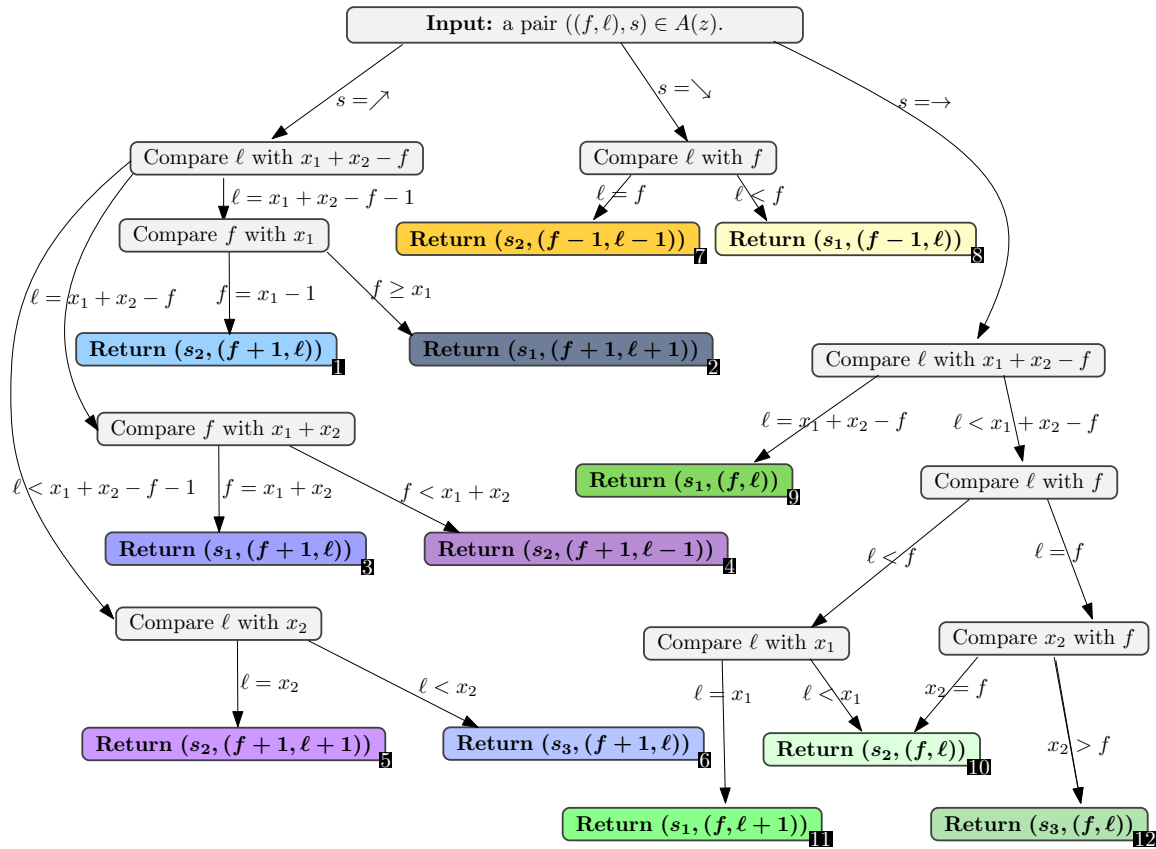 Input: a pair ((f, ℓ), s) ∈ A(z).
s = ↗
s = ↘
s = →
Compare ℓ with x₁ + x₂ − f
Compare ℓ with f
ℓ = x₁ + x₂ − f − 1
ℓ = f
ℓ < f
Compare f with x₁
Return (s₂, (f − 1, ℓ − 1))
7
Return (s₁, (f − 1, ℓ))
8
ℓ = x₁ + x₂ − f
f = x₁ − 1
f ≥ x₁
Return (s₂, (f + 1, ℓ))
1
Return (s₁, (f + 1, ℓ + 1))
2
Compare ℓ with x₁ + x₂ − f
ℓ = x₁ + x₂ − f
ℓ < x₁ + x₂ − f
Compare f with x₁ + x₂
Return (s₁, (f, ℓ))
9
Compare ℓ with f
ℓ < x₁ + x₂ − f − 1
f = x₁ + x₂
f < x₁ + x₂
Return (s₁, (f + 1, ℓ))
3
Return (s₂, (f + 1, ℓ − 1))
4
ℓ < f
ℓ = f
Compare ℓ with x₂
Compare ℓ with x₁
Compare x₂ with f
ℓ = x₂
ℓ < x₂
ℓ = x₁
ℓ < x₁
x₂ = f
x₂ > f
Return (s₂, (f + 1, ℓ + 1))
5
Return (s₃, (f + 1, ℓ))
6
Return (s₂, (f, ℓ))
10
Return (s₁, (f, ℓ + 1))
11
Return (s₃, (f, ℓ))
12